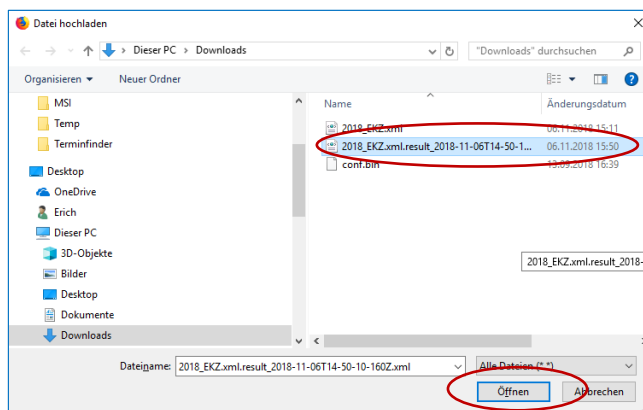 Datei hochladen
Dieser PC > Downloads
"Downloads" durchsuchen
Organisieren
Neuer Ordner
MSI
Temp
Terminfinder
Desktop
OneDrive
Erich
Dieser PC
3D-Objekte
Bilder
Desktop
Dokumente
Downloads
Name
Änderungsdatum
2018_EKZ.xml
06.11.2018 15:11
2018_EKZ.xml.result_2018-11-06T14-50-1...
06.11.2018 15:50
conf.bin
13.09.2018 16:39
2018_EKZ.xml.result_2018-
Dateiname:
2018_EKZ.xml.result_2018-11-06T14-50-10-160Z.xml
Alle Dateien (*.*)
Öffnen
Abbrechen